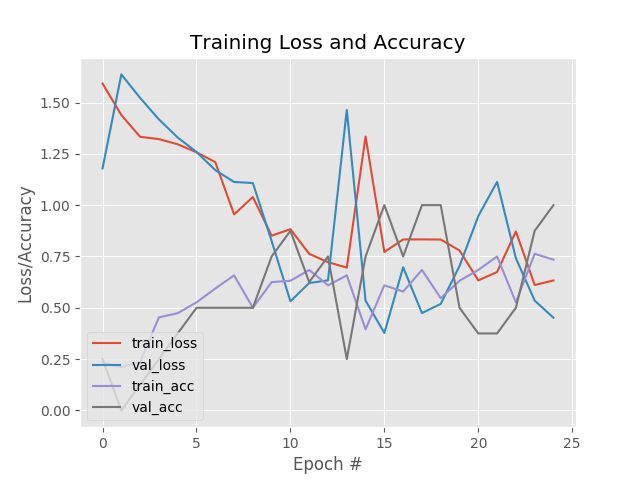 Training Loss and Accuracy
Loss/Accuracy
1.50
1.25
1.00
0.75
0.50
0.25
0.00
train_loss
val_loss
train_acc
val_acc
0 5 10 15 20 25
Epoch #